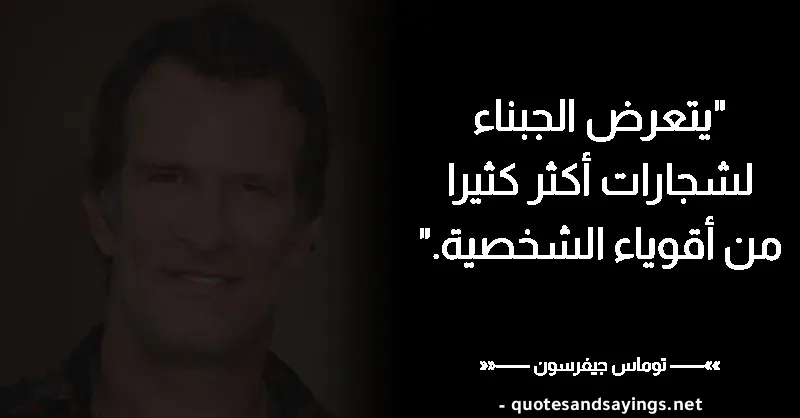 "يتعرض الجبناء
لشجارات أكثر كثيرا
من أقوياء الشخصية."
»»—— توماس جيفرسون ——««
- quotesandsayings.net